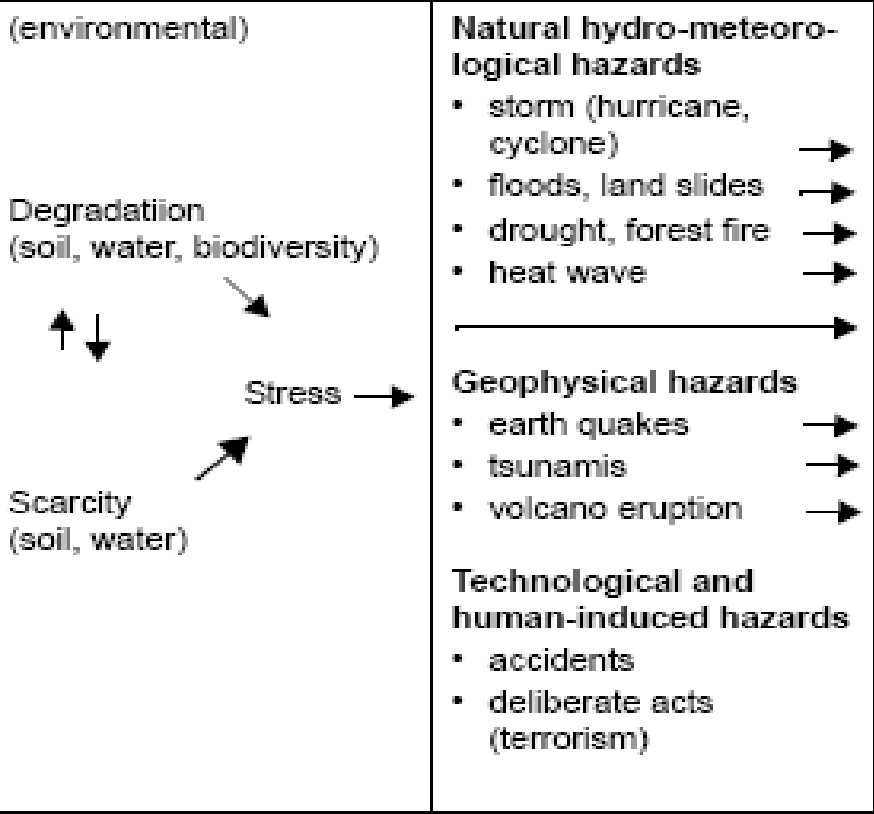 (environmental)
Degradatiion
(soil, water, biodiversity)
Stress
Scarcity
(soil, water)
Natural hydro-meteoro-
logical hazards
• storm (hurricane,
cyclone)
• floods, land slides
• drought, forest fire
• heat wave
Geophysical hazards
• earth quakes
• tsunamis
• volcano eruption
Technological and
human-induced hazards
• accidents
• deliberate acts
(terrorism)